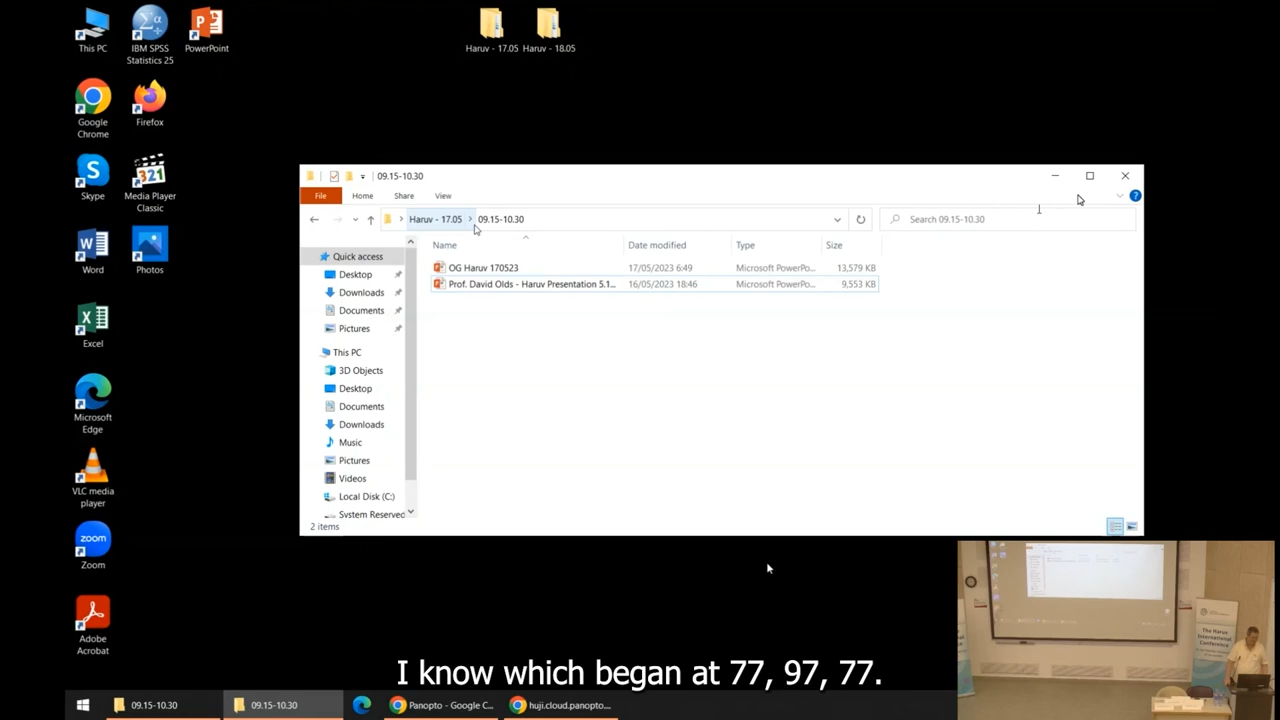 This PC
IBM SPSS
Statistics 25
PowerPoint
Haruv - 17.05
Haruv - 18.05
Google
Chrome
Firefox
Skype
Media Player
Classic
Word
Photos
Excel
Microsoft
Edge
VLC media
player
zoom
Zoom
Adobe
Acrobat
09.15-10.30
File
Home
Share
View
Haruv - 17.05 > 09.15-10.30
Search 09.15-10.30
Name
Date modified
Type
Size
OG Haruv 170523
17/05/2023 6:49
Microsoft PowerPo...
13,579 KB
Prof. David Olds - Haruv Presentation 5.1...
16/05/2023 18:46
Microsoft PowerPo...
9,553 KB
Quick access
Desktop
Downloads
Documents
Pictures
This PC
3D Objects
Desktop
Documents
Downloads
Music
Pictures
Videos
Local Disk (C:)
System Reserved
2 items
The Haruv
International
Conference
I know which began at 77, 97, 77.
09.15-10.30
09.15-10.30
Panopto - Google C...
huji.cloud.panopto....